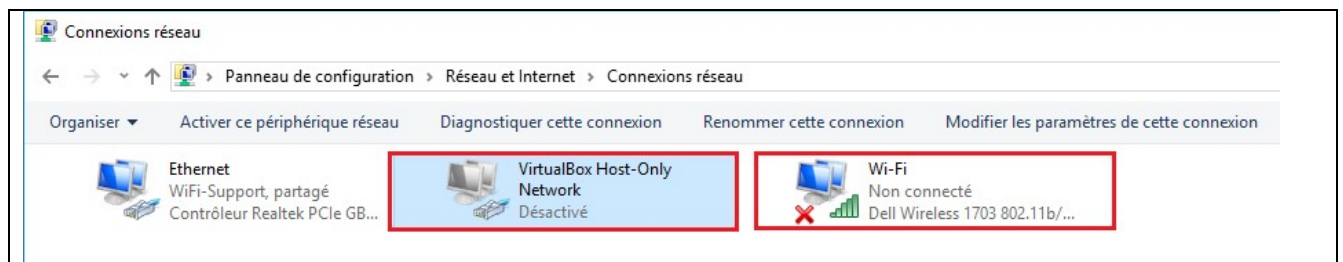 Connexions réseau
Panneau de configuration > Réseau et Internet > Connexions réseau
Organiser Activer ce périphérique réseau Diagnostiquer cette connexion Renommer cette connexion Modifier les paramètres de cette connexion
Ethernet
WiFi-Support, partagé
Contrôleur Realtek PCIe GB...
VirtualBox Host-Only
Network
Désactivé
Wi-Fi
Non connecté
Dell Wireless 1703 802.11b/...